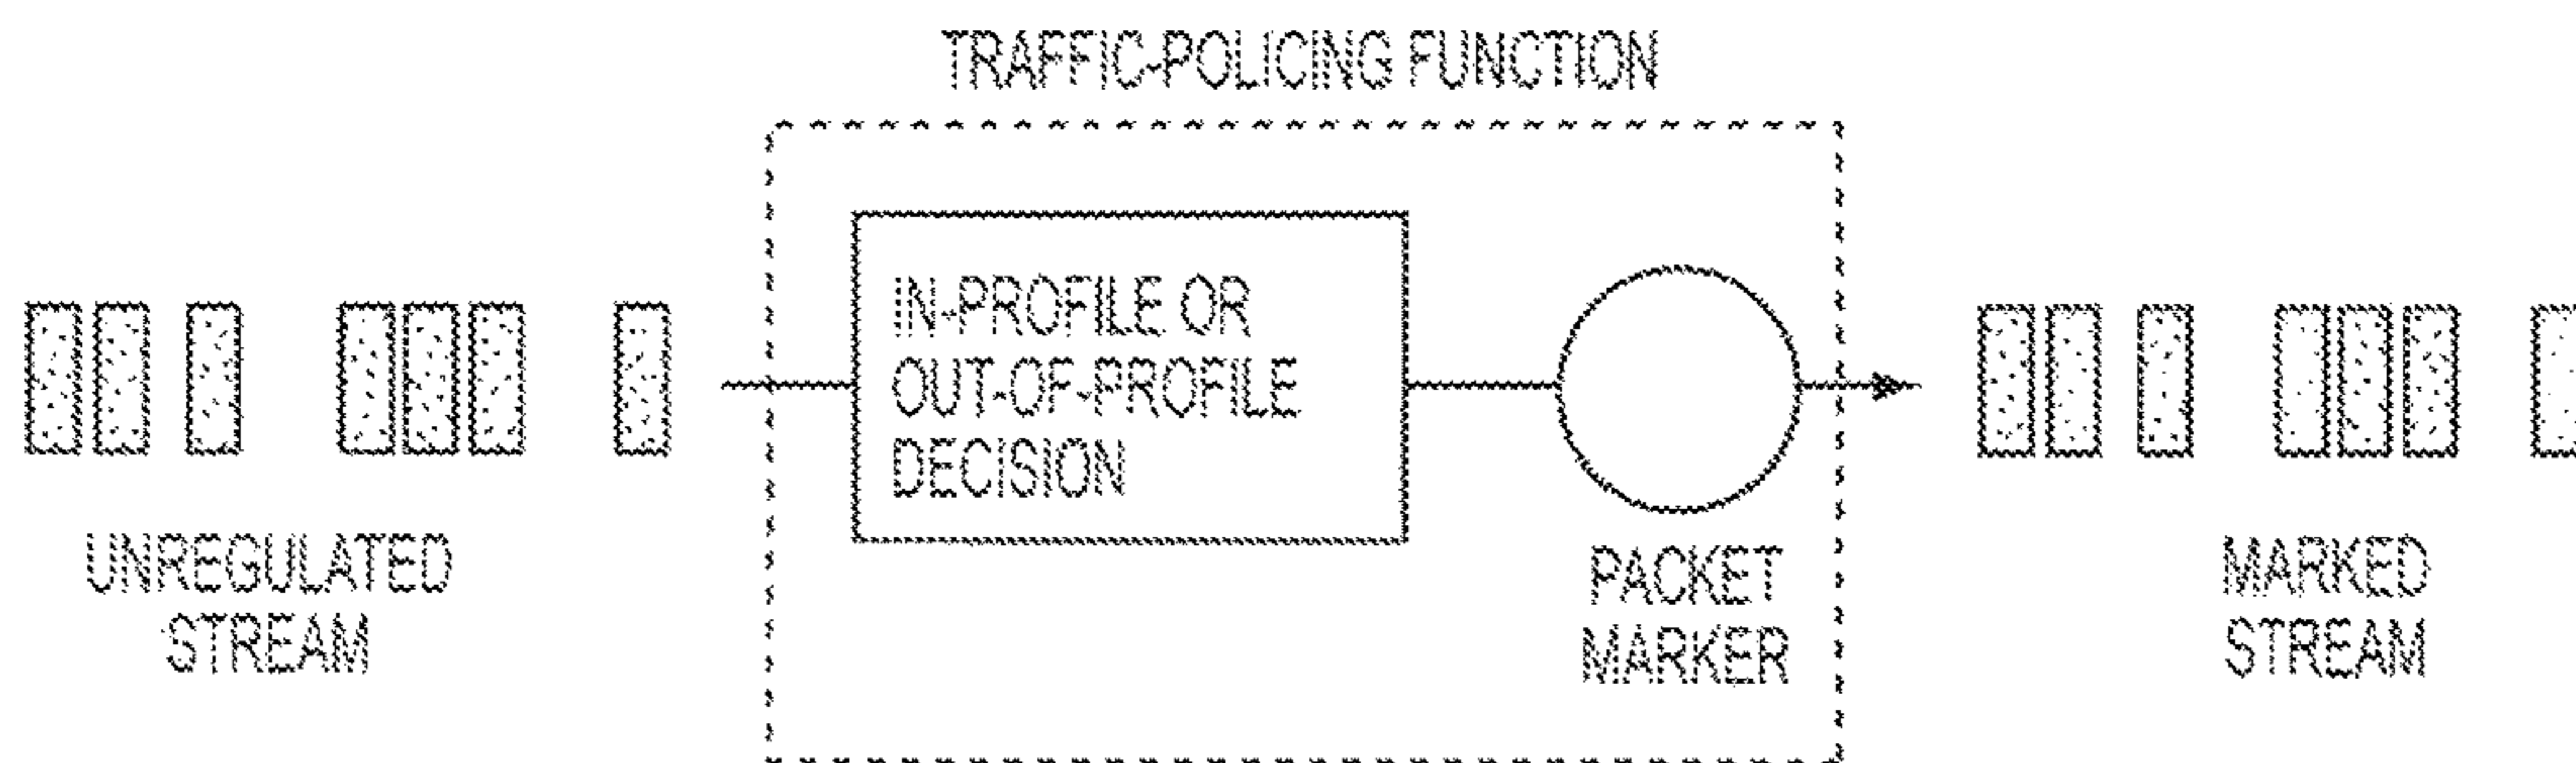 TRAFFIC-POLICING FUNCTION
IN-PROFILE OR
OUT-OF-PROFILE
DECISION
UNREGULATED
STREAM
PACKET
MARKER
MARKED
STREAM